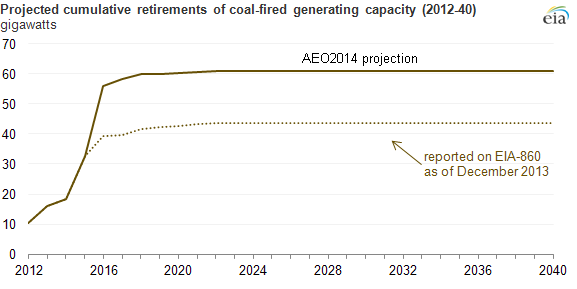 Projected cumulative retirements of coal-fired generating capacity (2012-40)
gigawatts
eia
70
60
50
40
30
20
10
0
AEO2014 projection
reported on EIA-860
as of December 2013
2012 2016 2020 2024 2028 2032 2036 2040